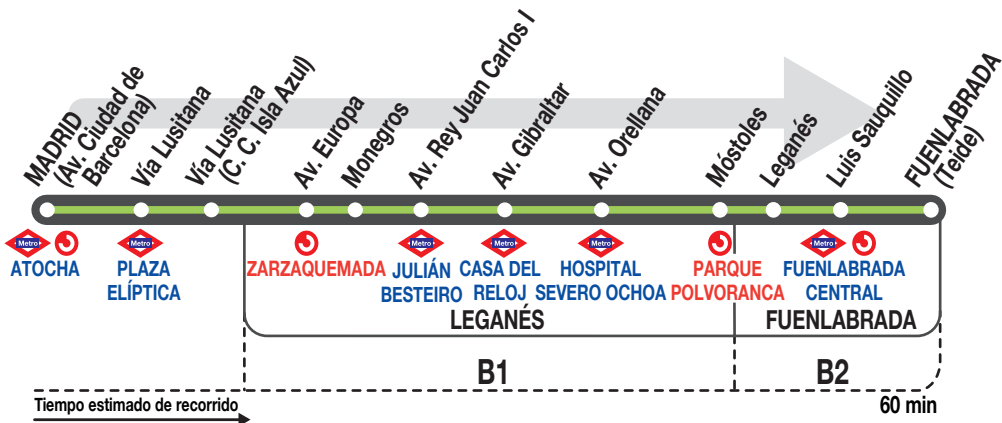 MADRID
(Av. Ciudad de
Barcelona)
Vía Lusitana
Vía Lusitana
(C. C. Isla Azul)
Av. Europa
Monegros
Av. Rey Juan Carlos I
Av. Gibraltar
Av. Orellana
Móstoles
Leganés
Luis Sauquillo
FUENLABRADA
(Teide)
Metro
ATOCHA
Metro
PLAZA
ELÍPTICA
ZARZAQUEMADA
Metro
JULIÁN
BESTEIRO
Metro
CASA DEL
RELOJ
Metro
HOSPITAL
SEVERO OCHOA
PARQUE
POLVORANCA
Metro
FUENLABRADA
CENTRAL
LEGANÉS
FUENLABRADA
B1
B2
Tiempo estimado de recorrido
60 min